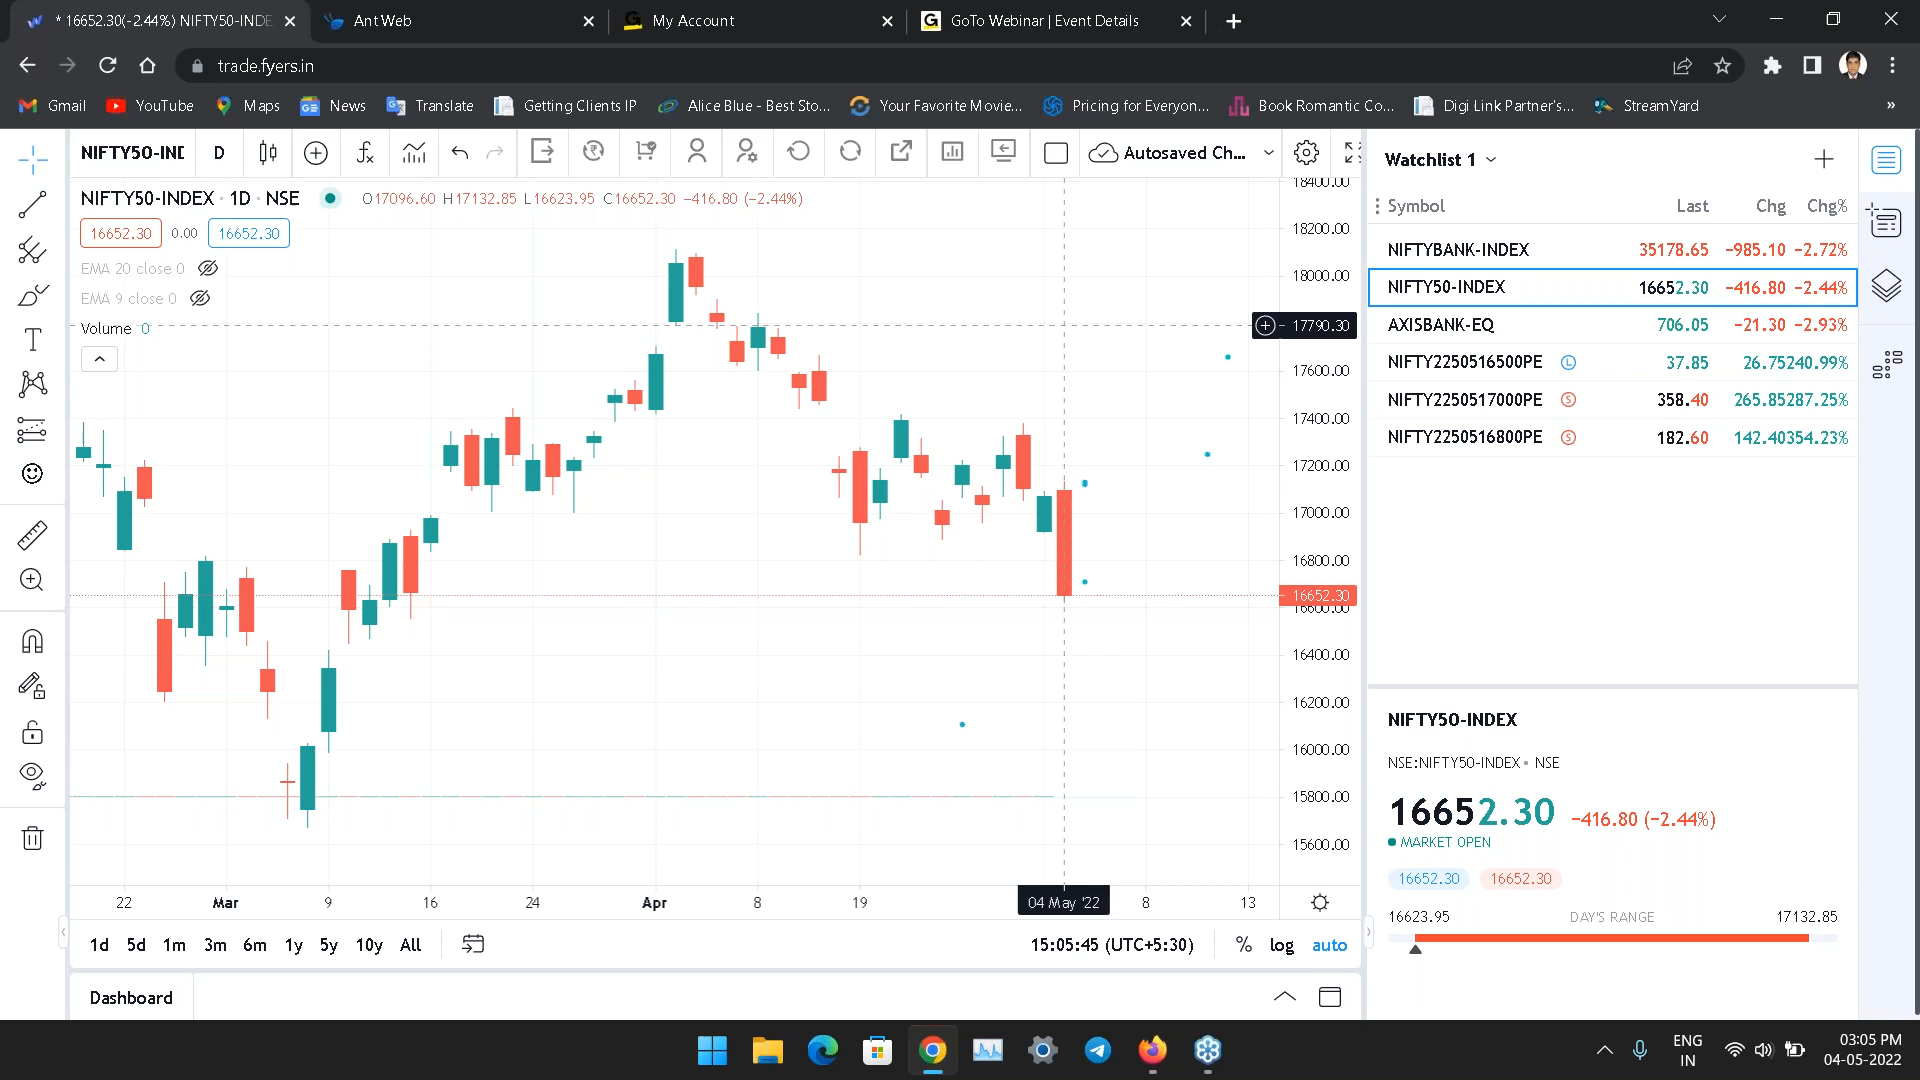 * 16652.30(-2.44%) NIFTY50-INDE
Ant Web
My Account
GoTo Webinar | Event Details
trade.fyers.in
Gmail
YouTube
Maps
News
Translate
Getting Clients IP
Alice Blue - Best Sto...
Your Favorite Movie...
Pricing for Everyon...
Book Romantic Co...
Digi Link Partner's...
StreamYard
»
NIFTY50-INI
D
Autosaved Ch...
NIFTY50-INDEX · 1D · NSE
O17096.60 H17132.85 L16623.95 C16652.30 −416.80 (−2.44%)
16652.30
0.00
16652.30
EMA 20 close 0
EMA 9 close 0
Volume 0
18400.00
18200.00
18000.00
17790.30
17600.00
17400.00
17200.00
17000.00
16800.00
16652.30
16600.00
16400.00
16200.00
16000.00
15800.00
15600.00
22
Mar
9
16
24
Apr
8
19
04 May '22
8
13
1d 5d 1m 3m 6m 1y 5y 10y All
15:05:45 (UTC+5:30)
% log auto
Dashboard
Watchlist 1
Symbol Last Chg Chg%
NIFTYBANK-INDEX 35178.65 −985.10 −2.72%
NIFTY50-INDEX 16652.30 −416.80 −2.44%
AXISBANK-EQ 706.05 −21.30 −2.93%
NIFTY2250516500PE L 37.85 26.75240.99%
NIFTY2250517000PE S 358.40 265.85287.25%
NIFTY2250516800PE S 182.60 142.40354.23%
NIFTY50-INDEX
NSE:NIFTY50-INDEX • NSE
16652.30 −416.80 (−2.44%)
MARKET OPEN
16652.30 16652.30
16623.95 DAY'S RANGE 17132.85
ENG
IN
03:05 PM
04-05-2022